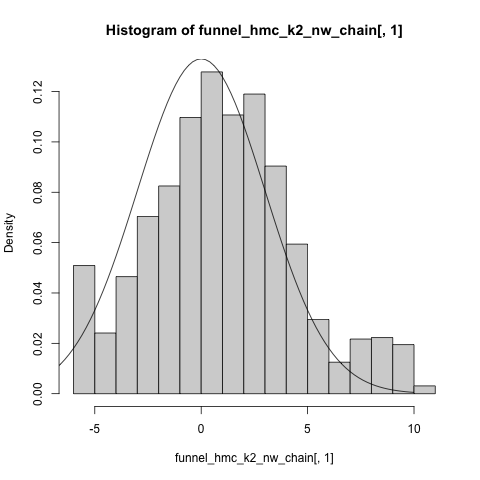 Histogram of funnel_hmc_k2_nw_chain[, 1]
Density
0.12
0.10
0.08
0.06
0.04
0.02
0.00
-5 0 5 10
funnel_hmc_k2_nw_chain[, 1]